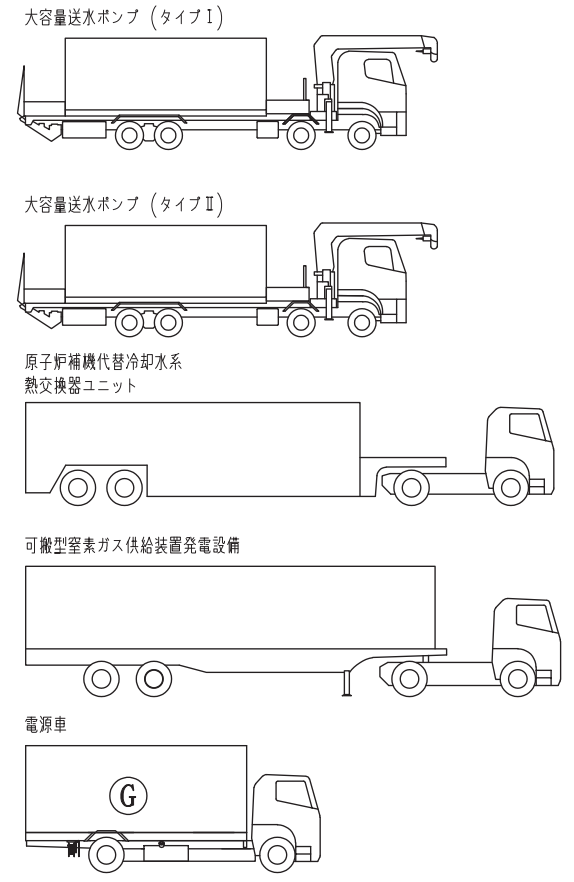 大容量送水ポンプ（タイプⅠ）
大容量送水ポンプ（タイプⅡ）
原子炉補機代替冷却水系
熱交換器ユニット
可搬型窒素ガス供給装置発電設備
電源車
G